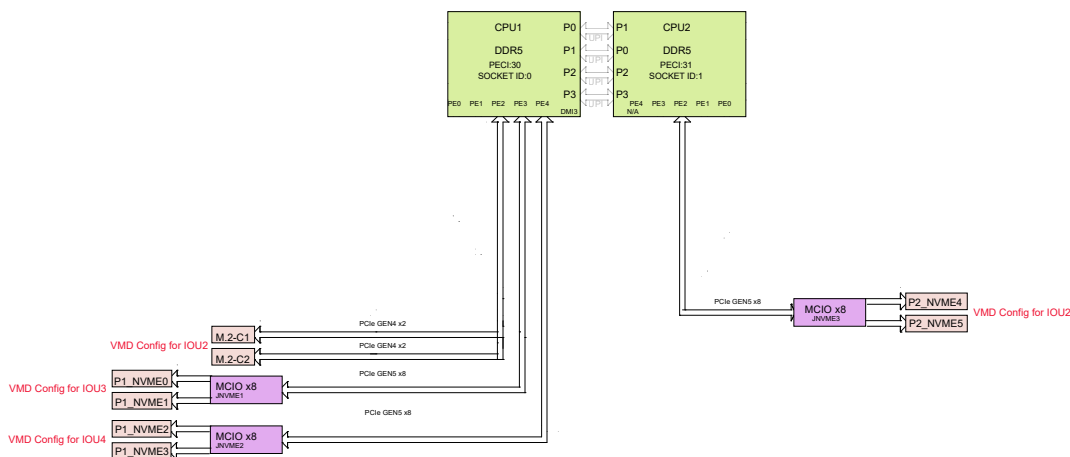 CPU1
P0
DDR5
P1
PECI:30
SOCKET ID:0
P2
P3
PE0 PE1 PE2 PE3 PE4
DMI3
UPI
UPI
UPI
UPI
P1
CPU2
P0
DDR5
PECI:31
SOCKET ID:1
P2
P3
PE4 PE3 PE2 PE1 PE0
N/A
PCIe GEN4 x2
M.2-C1
VMD Config for IOU2
PCIe GEN4 x2
M.2-C2
PCIe GEN5 x8
P1_NVME0
VMD Config for IOU3
MCIO x8
JNVME1
P1_NVME1
PCIe GEN5 x8
P1_NVME2
VMD Config for IOU4
MCIO x8
JNVME2
P1_NVME3
PCIe GEN5 x8
MCIO x8
JNVME3
P2_NVME4
VMD Config for IOU2
P2_NVME5